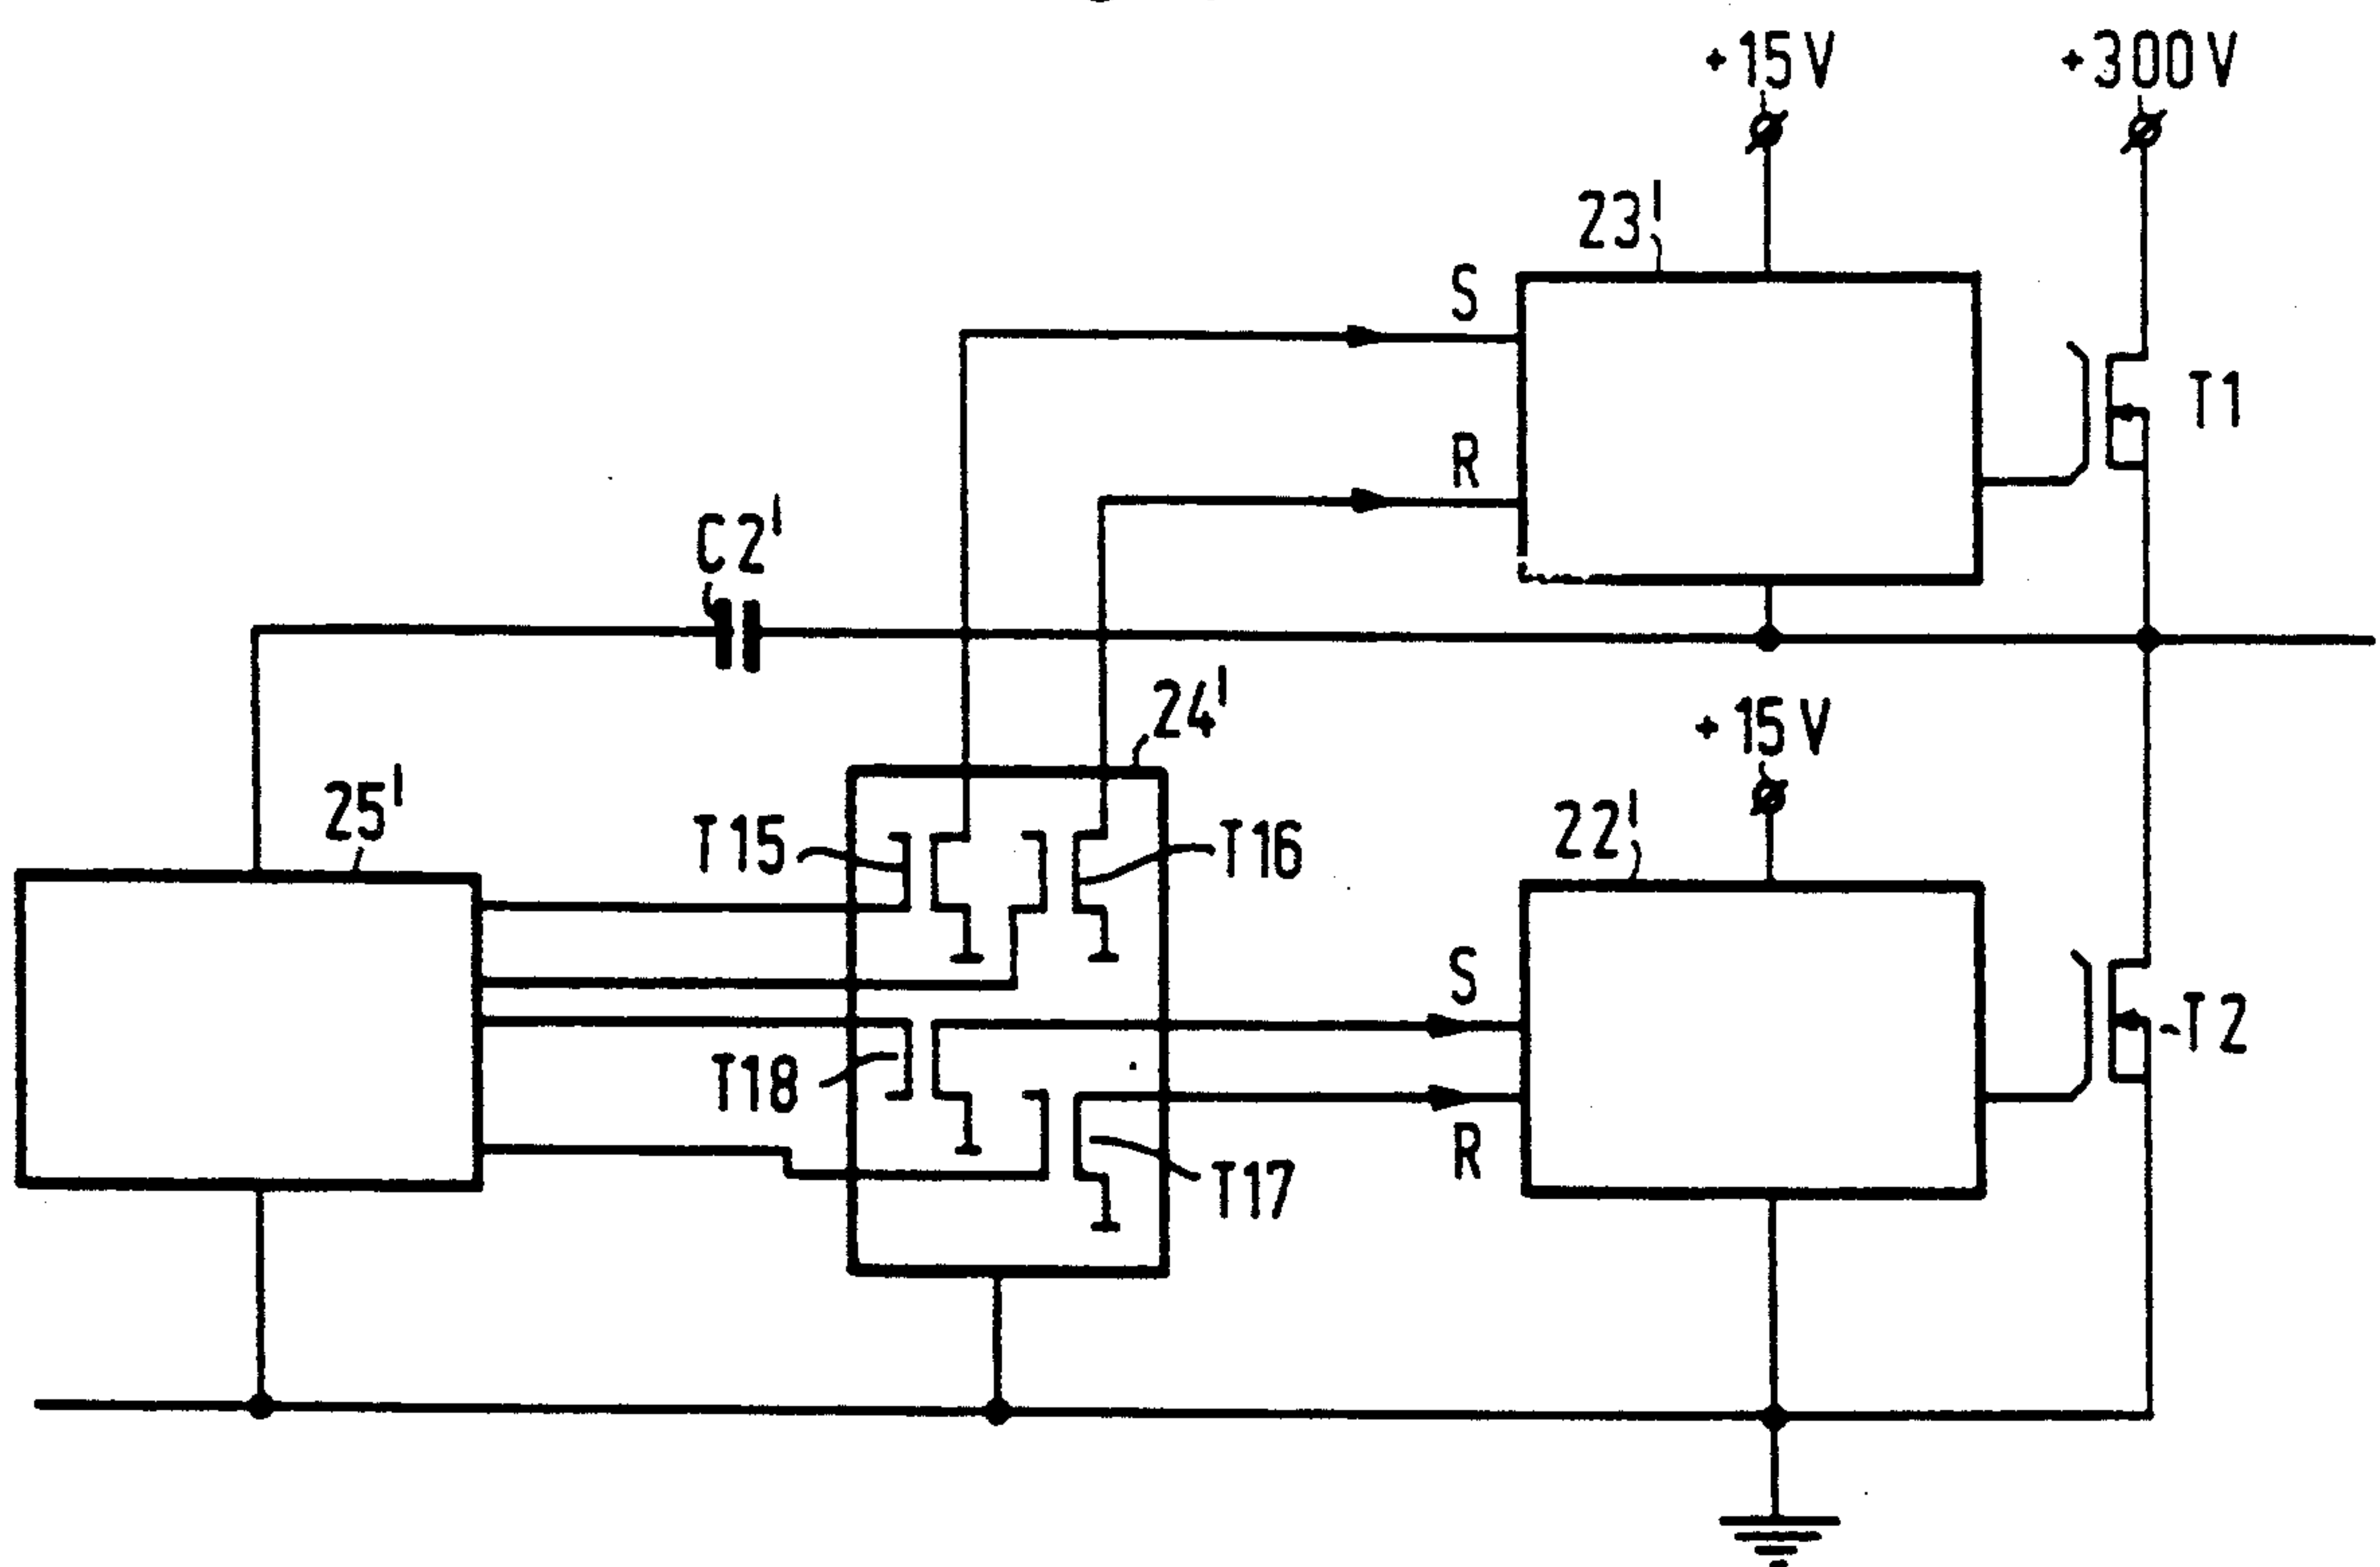 +15V
+300V
23'
S
T1
R
C2'
24'
+15V
25'
T15
T16
22'
S
T2
T18
R
T17